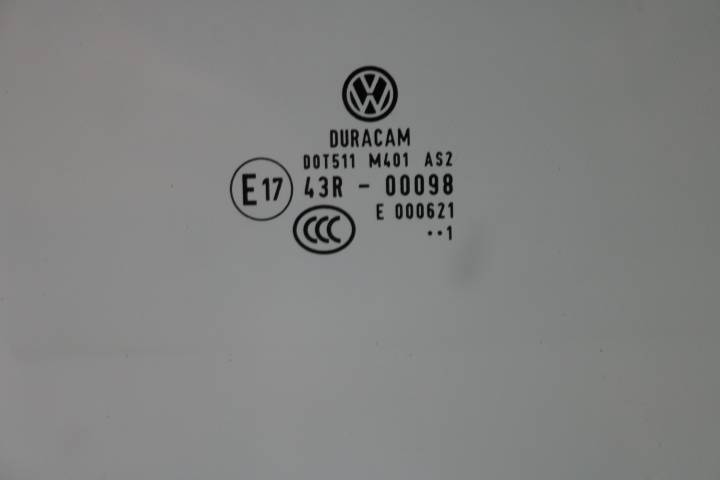 DURACAM
DOT511 M401 AS2
E17 43R - 00098
CCC E 000621
··1